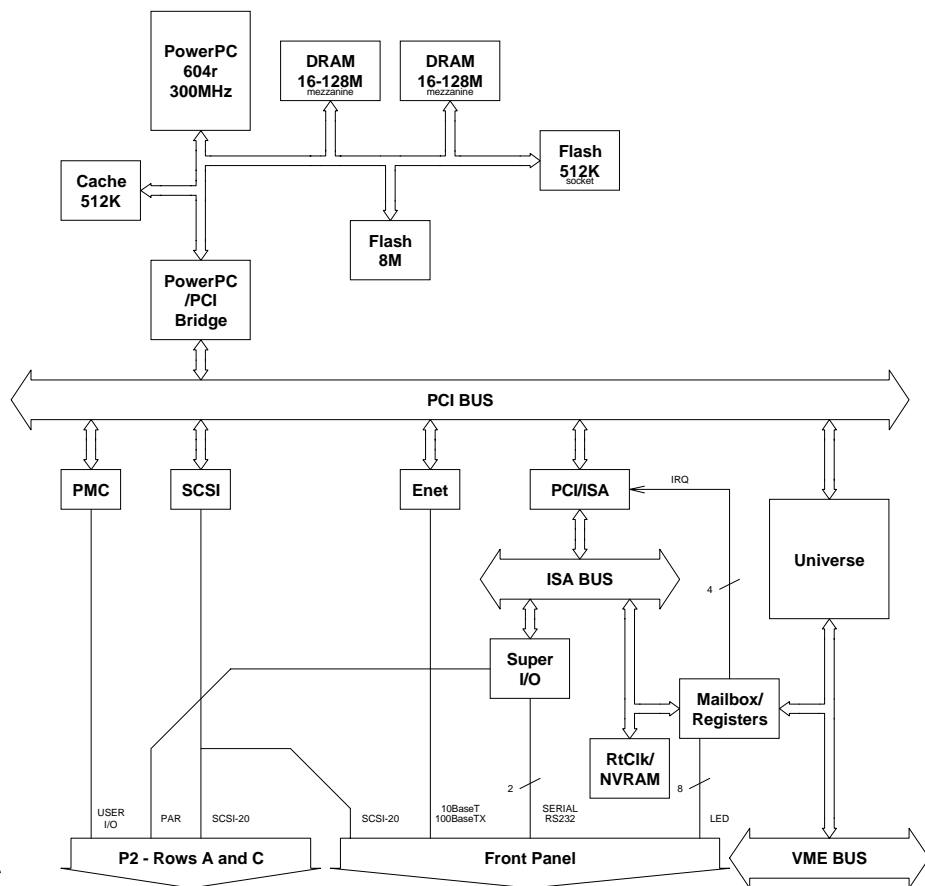 PowerPC
604r
300MHz
DRAM
16-128M
mezzanine
DRAM
16-128M
mezzanine
Cache
512K
Flash
512K
socket
Flash
8M
PowerPC
/PCI
Bridge
PCI BUS
PMC
SCSI
Enet
PCI/ISA
IRQ
Universe
ISA BUS
4
Super
I/O
Mailbox/
Registers
RtClk/
NVRAM
2
8
USER
I/O
PAR
SCSI-20
SCSI-20
10BaseT
100BaseTX
SERIAL
RS232
LED
P2 - Rows A and C
Front Panel
VME BUS